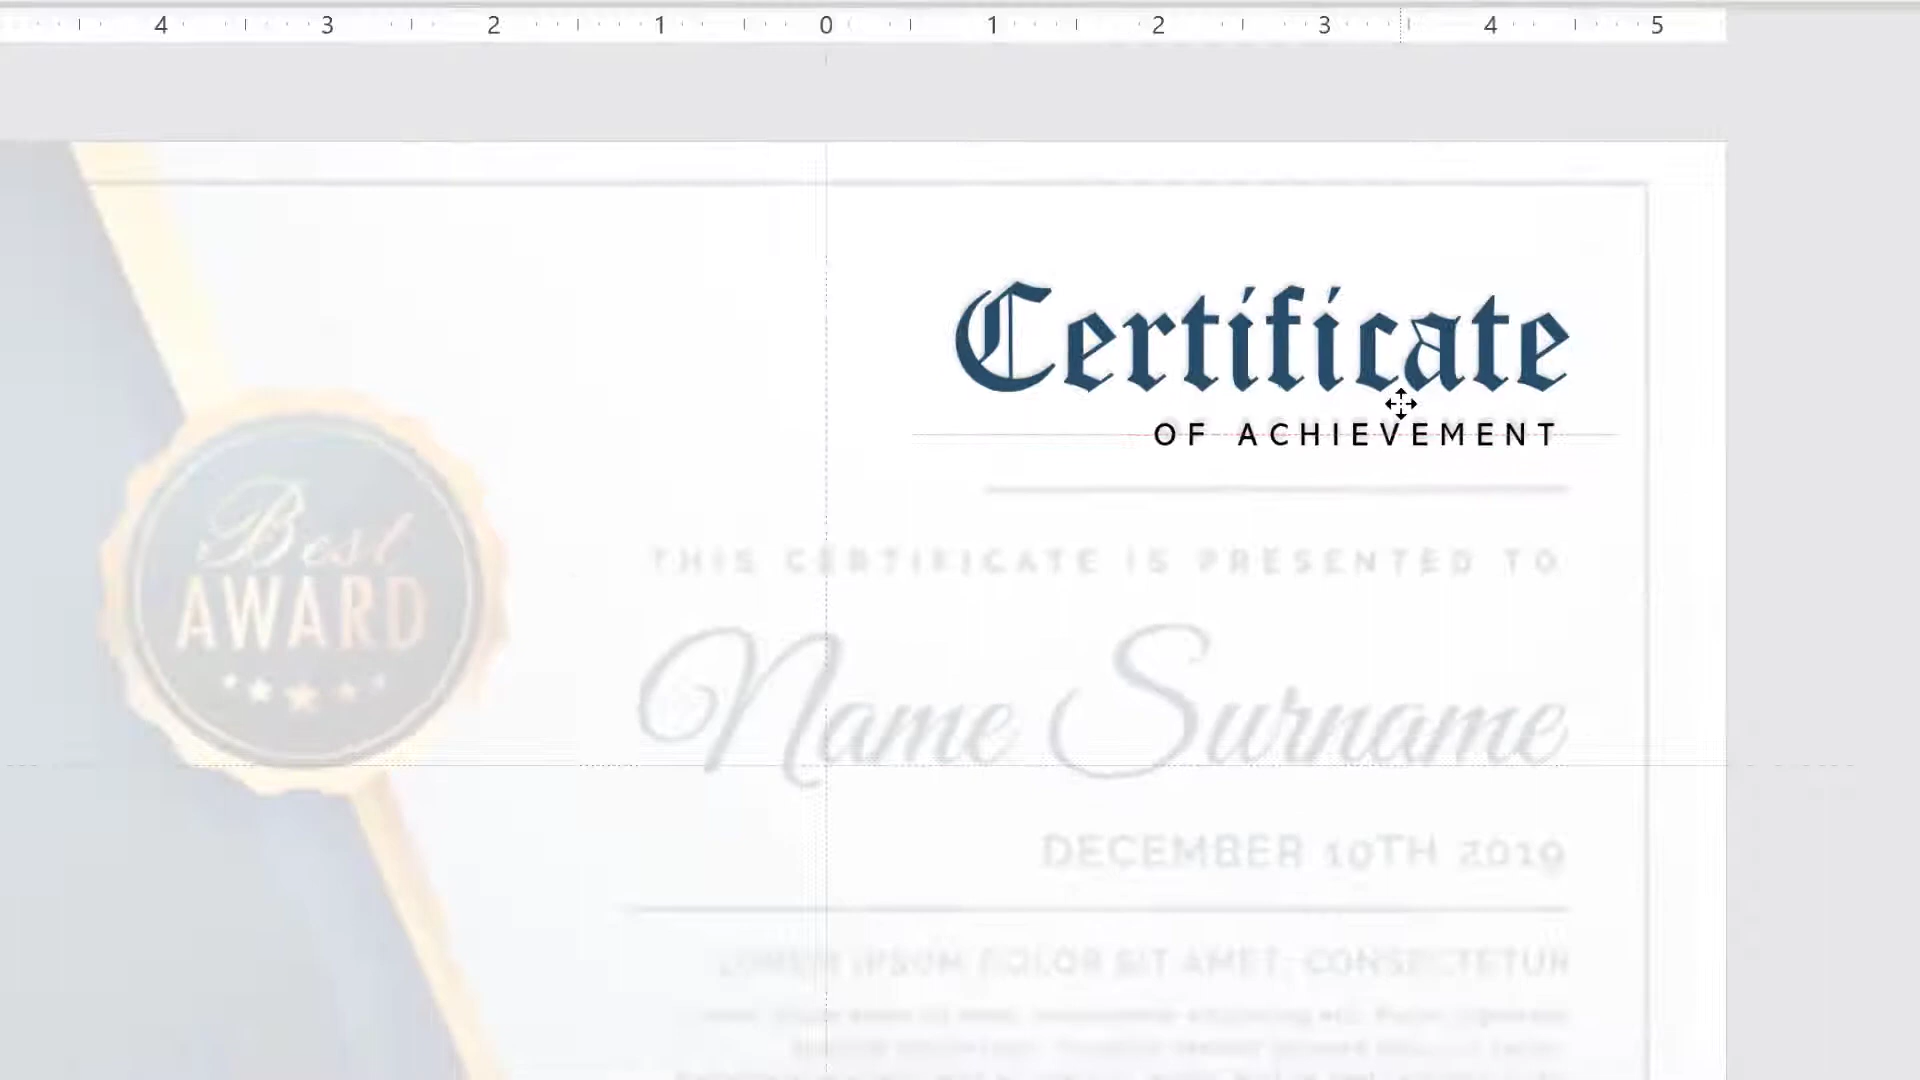 4 3 2 1 0 1 2 3 4 5
Certificate
OF ACHIEVEMENT
Best
AWARD
THIS CERTIFICATE IS PRESENTED TO
Name Surname
DECEMBER 10TH 2019
LOREM IPSUM DOLOR SIT AMET, CONSECTETUR